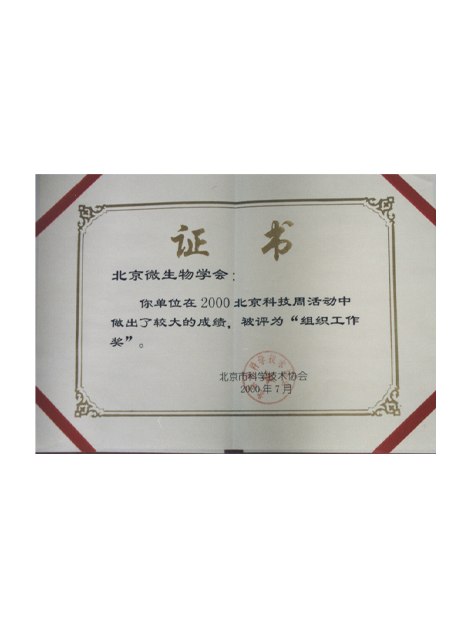 证 书
北京微生物学会：
你单位在2000北京科技周活动中
做出了较大的成绩，被评为“组织工作
奖”。
北京市科学技术协会
2000年7月